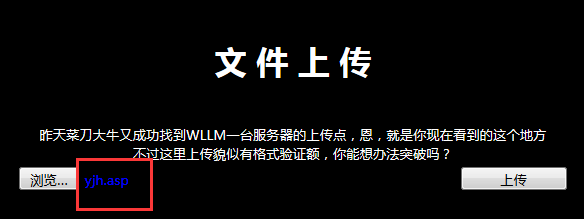 文件上传
昨天菜刀大牛又成功找到WLLM一台服务器的上传点，恩，就是你现在看到的这个地方
不过这里上传貌似有格式验证额，你能想办法突破吗？
浏览... yjh.asp 上传